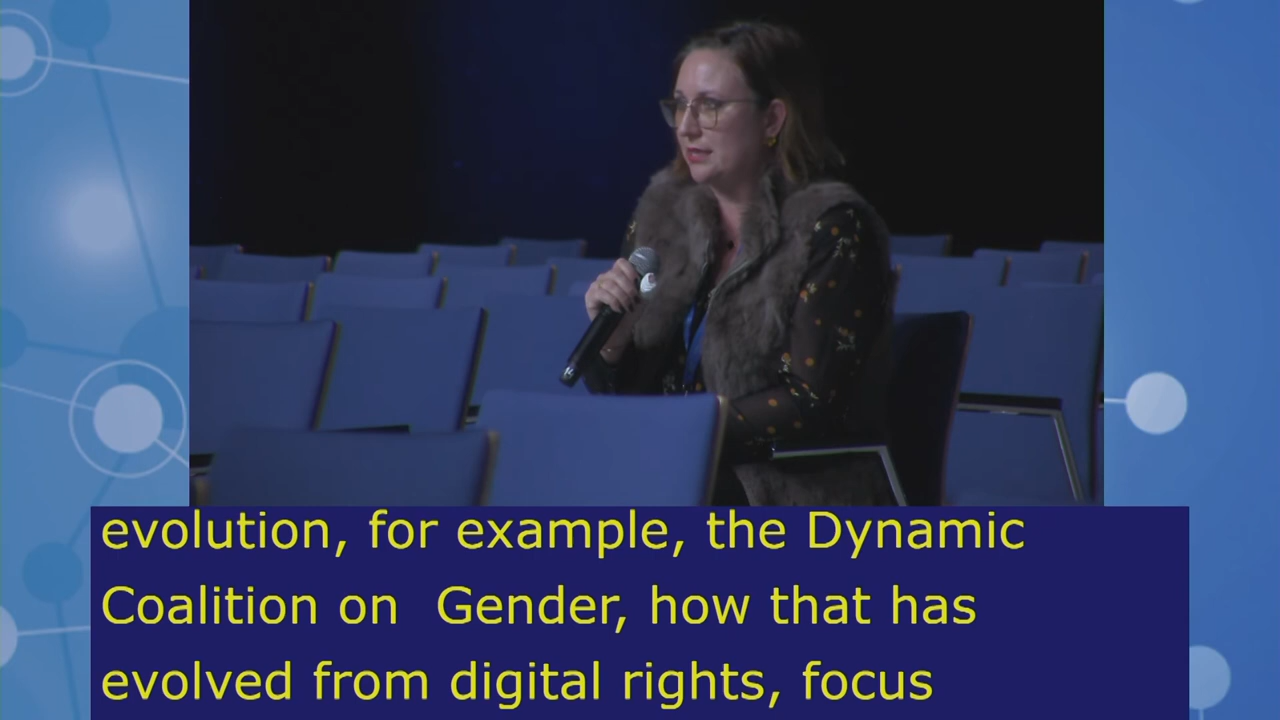 evolution, for example, the Dynamic
Coalition on  Gender, how that has
evolved from digital rights, focus